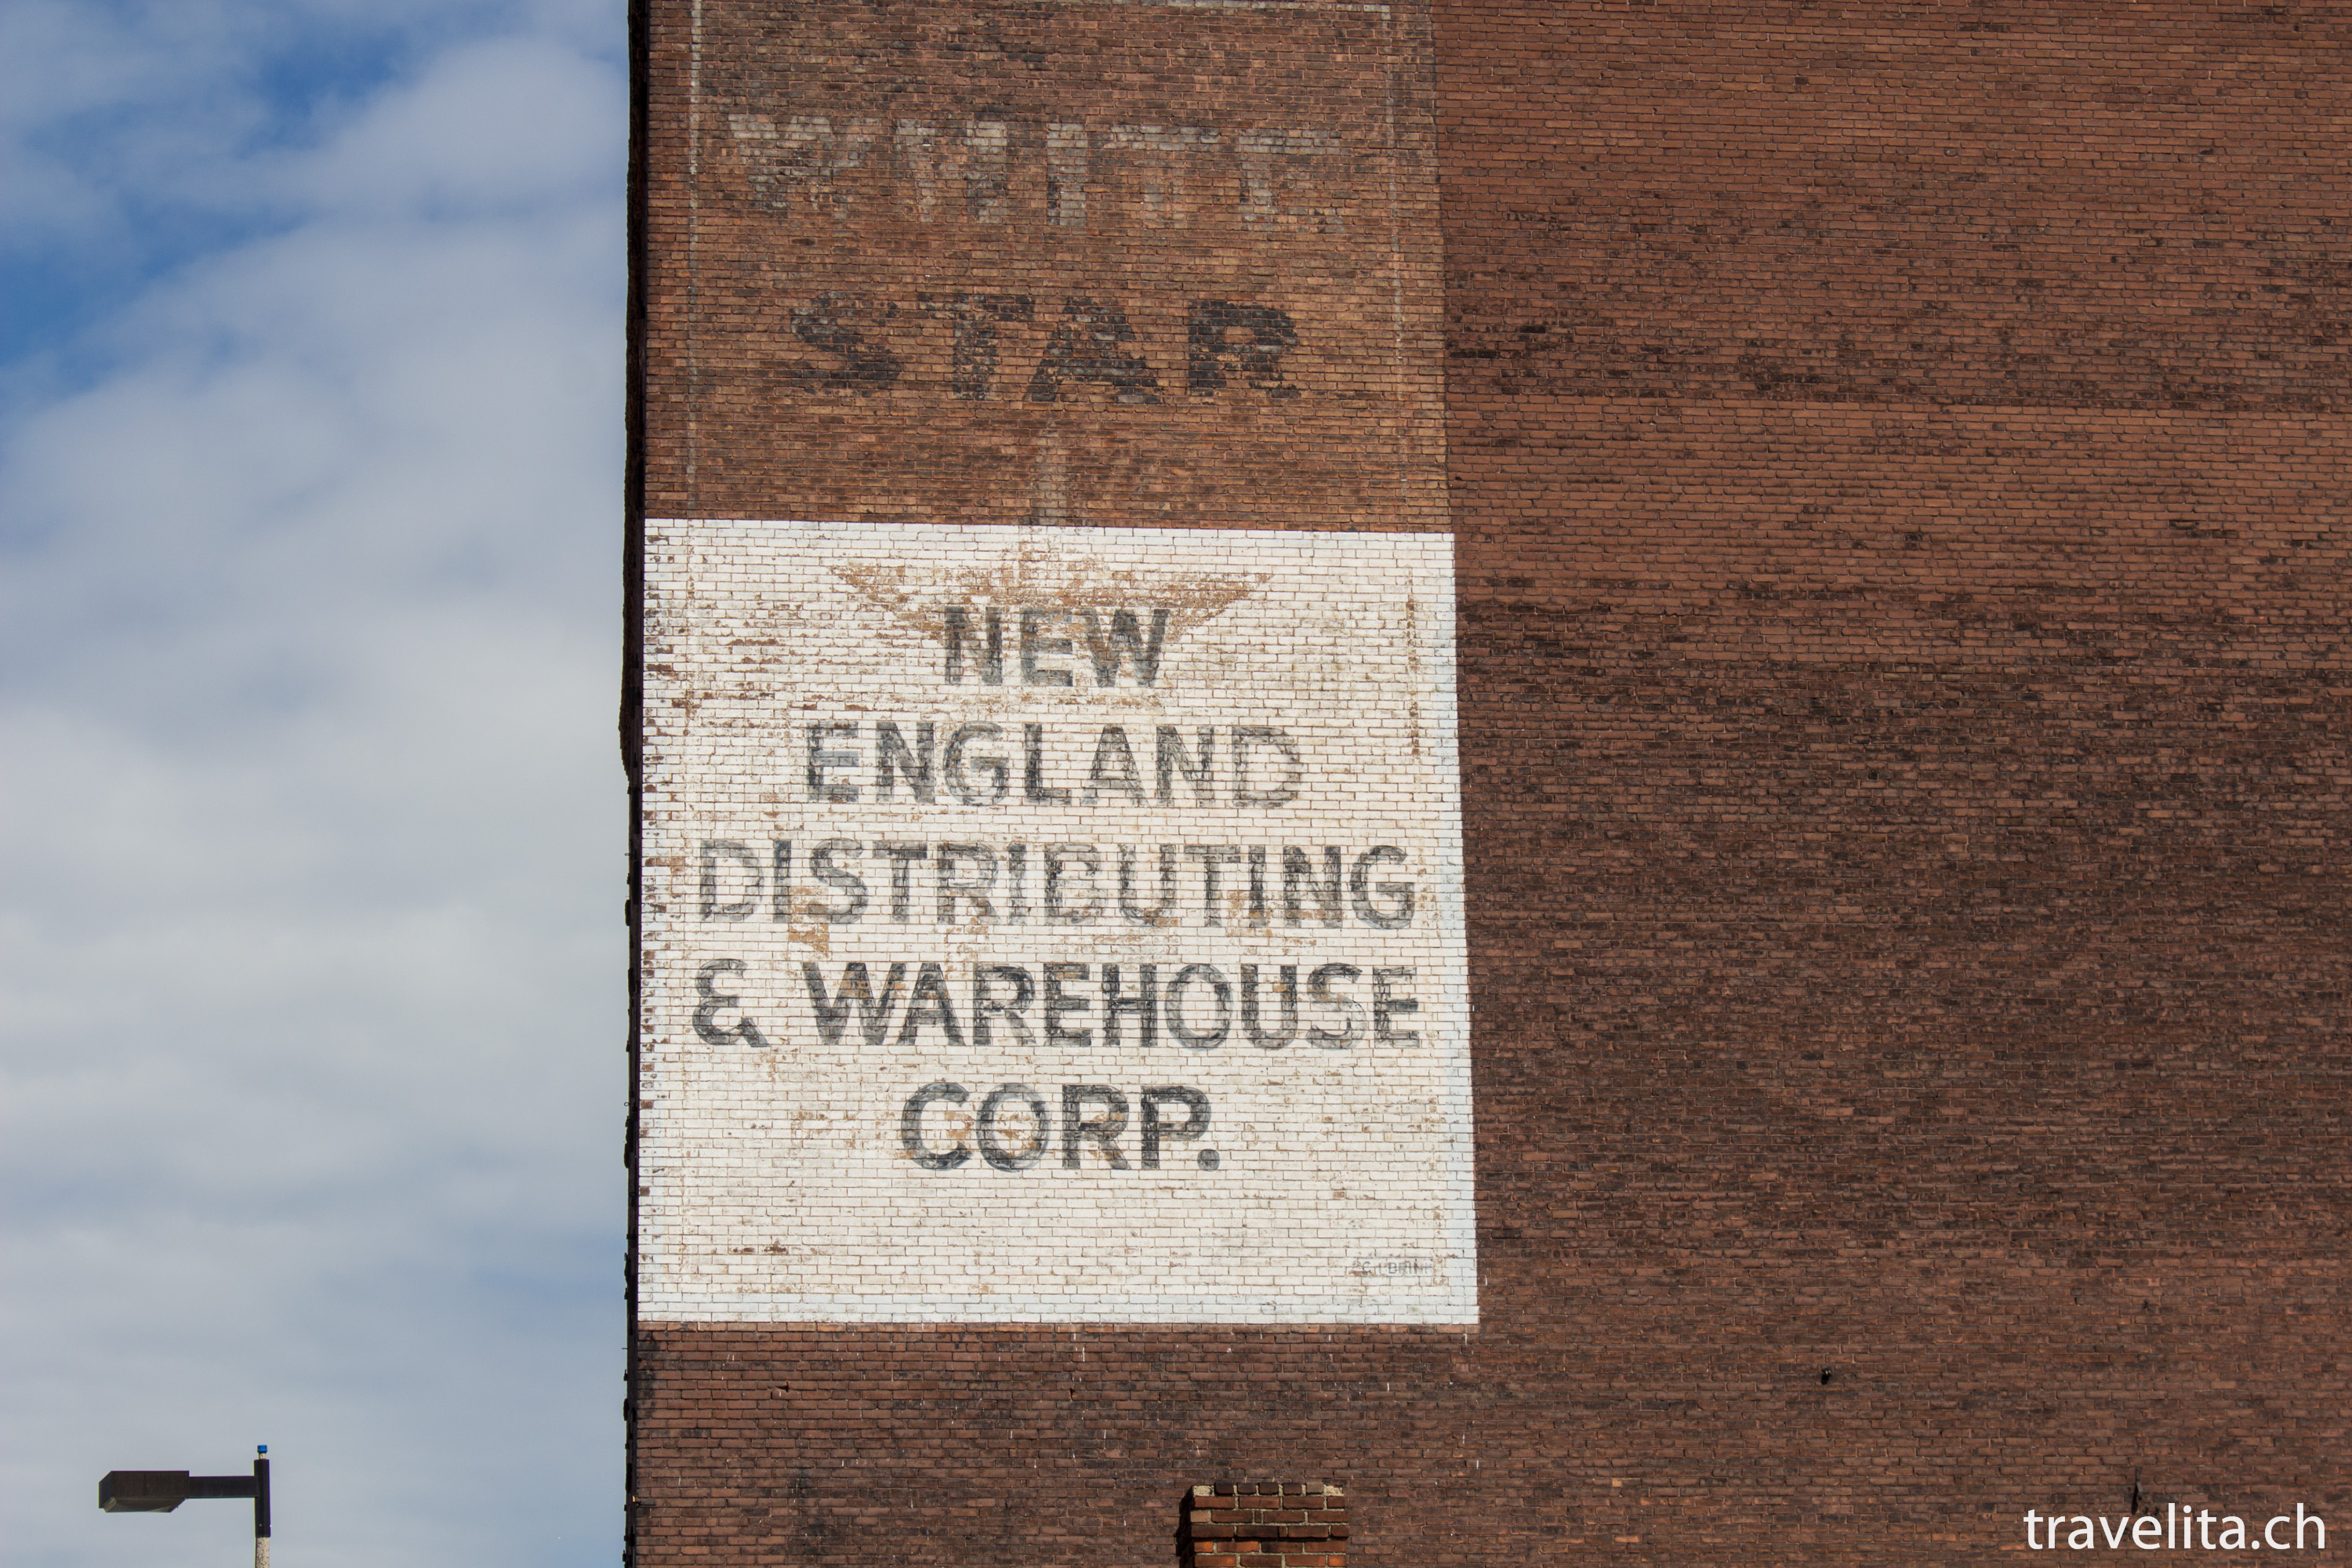 STAR
NEW
ENGLAND
DISTRIBUTING
& WAREHOUSE
CORP.
travelita.ch